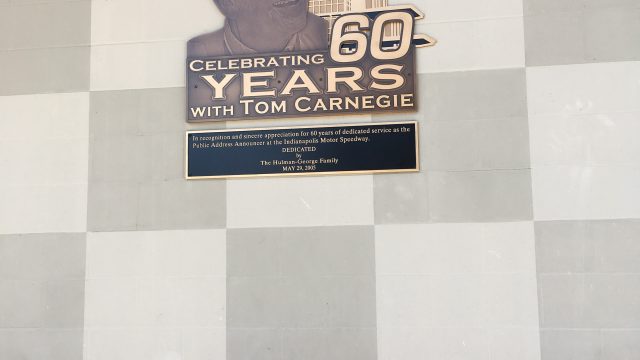 CELEBRATING 60
YEARS
WITH TOM CARNEGIE
In recognition and sincere appreciation for 60 years of dedicated service as the
Public Address Announcer at the Indianapolis Motor Speedway.
DEDICATED
by
The Hulman-George Family
MAY 29, 2005